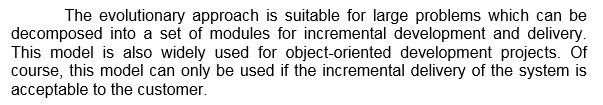 The evolutionary approach is suitable for large problems which can be
decomposed into a set of modules for incremental development and delivery.
This model is also widely used for object-oriented development projects. Of
course, this model can only be used if the incremental delivery of the system is
acceptable to the customer.